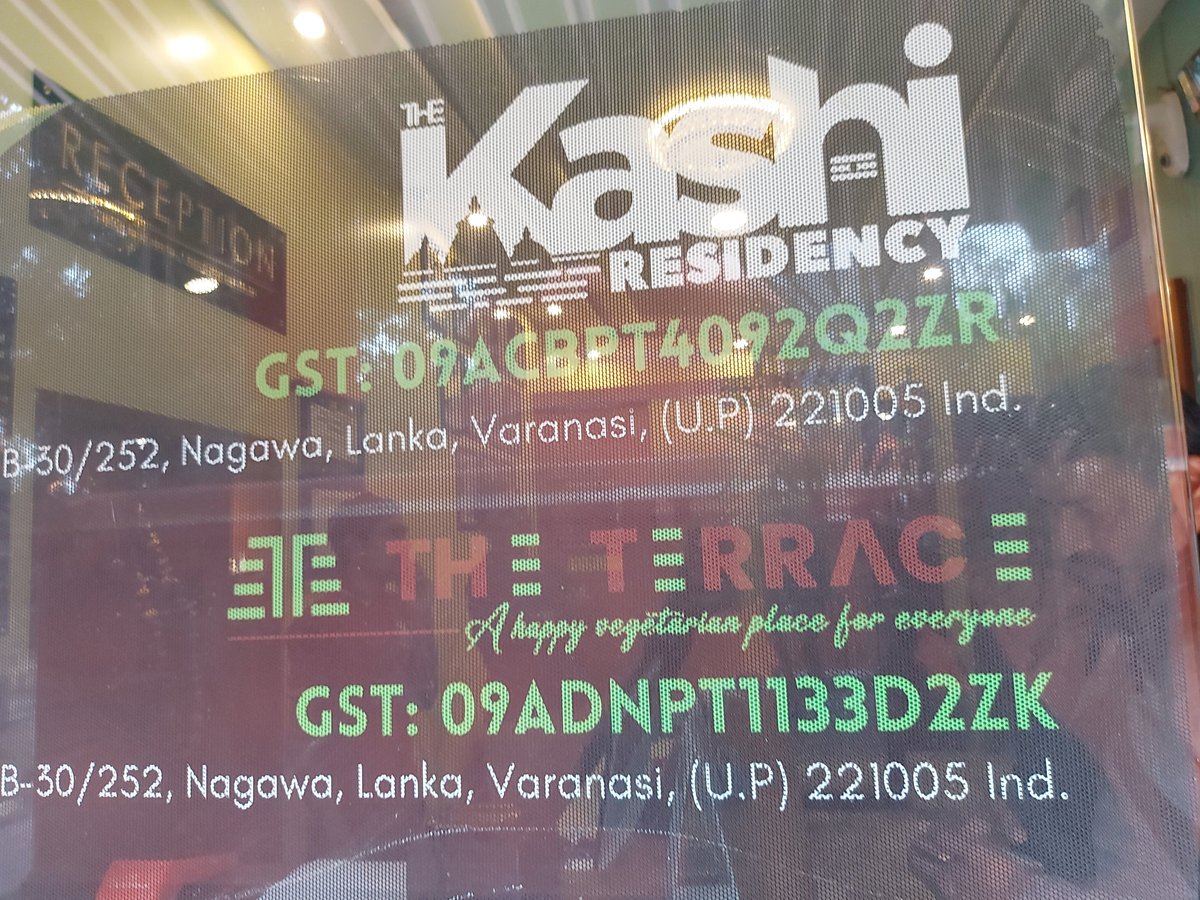 RECEPTION
THE Kashi
RESIDENCY
GST: 09ACBPT4092Q2ZR
B-30/252, Nagawa, Lanka, Varanasi, (U.P) 221005 Ind.
THE TERRACE
A happy vegetarian place for everyone
GST: 09ADNPT1133D2ZK
B-30/252, Nagawa, Lanka, Varanasi, (U.P) 221005 Ind.